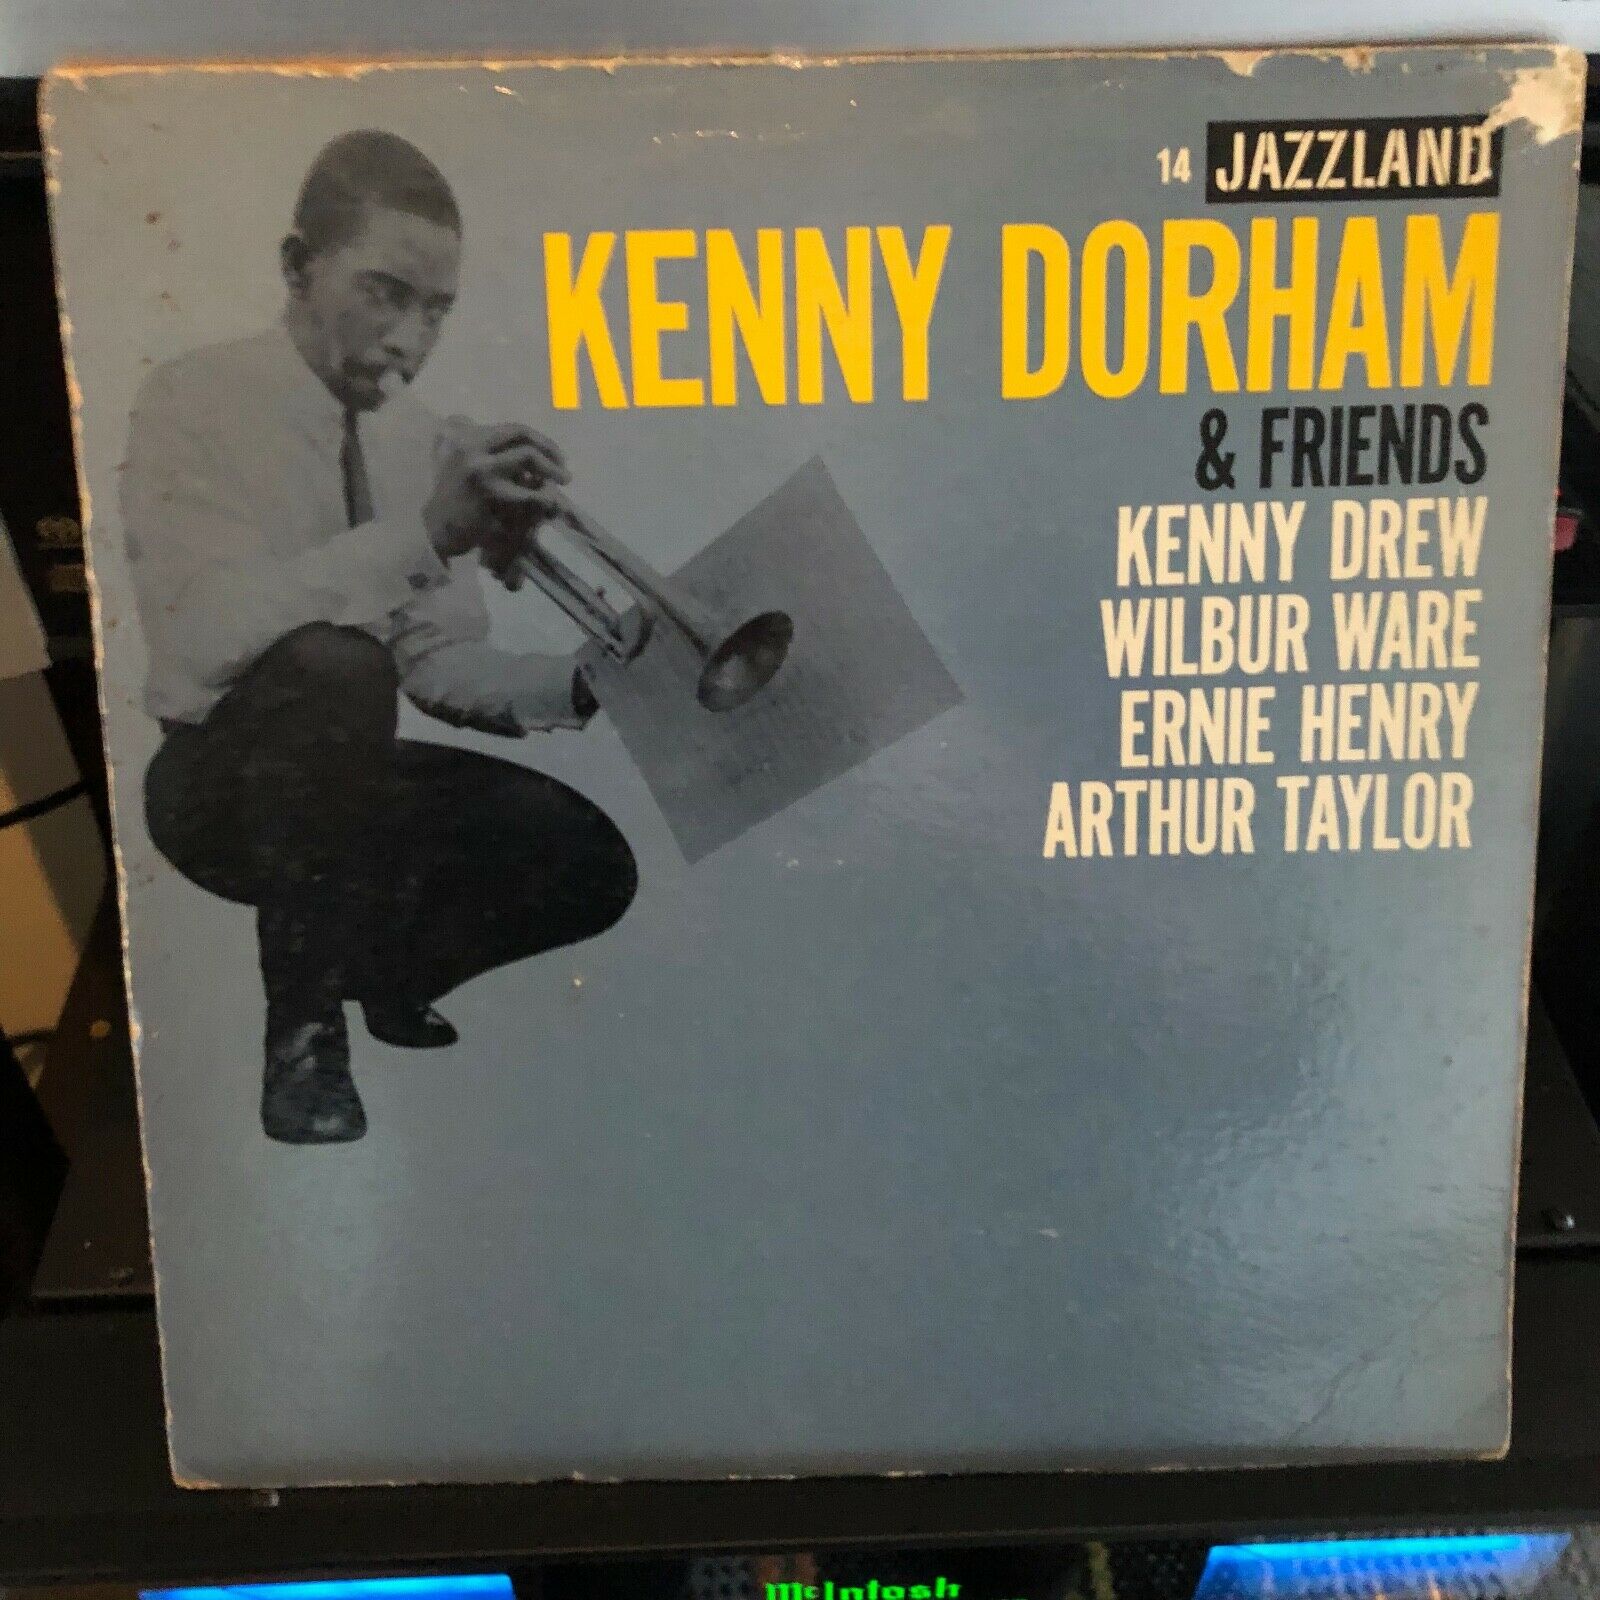 14 JAZZLAND
KENNY DORHAM
& FRIENDS
KENNY DREW
WILBUR WARE
ERNIE HENRY
ARTHUR TAYLOR
McIntosh